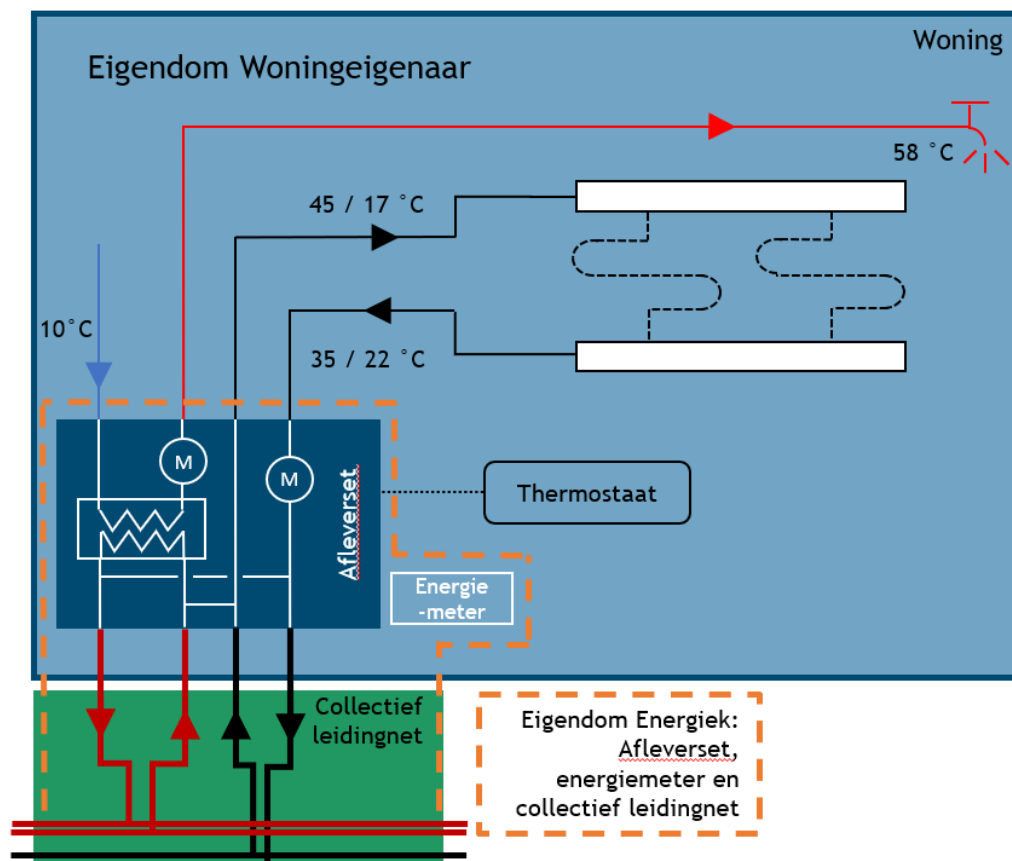 Woning
Eigendom Woningeigenaar
58 °C
45 / 17 °C
10°C
35 / 22 °C
M
M
Afleverset
Thermostaat
Energie
-meter
Collectief
leidingnet
Eigendom Energiek:
Afleverset,
energiemeter en
collectief leidingnet